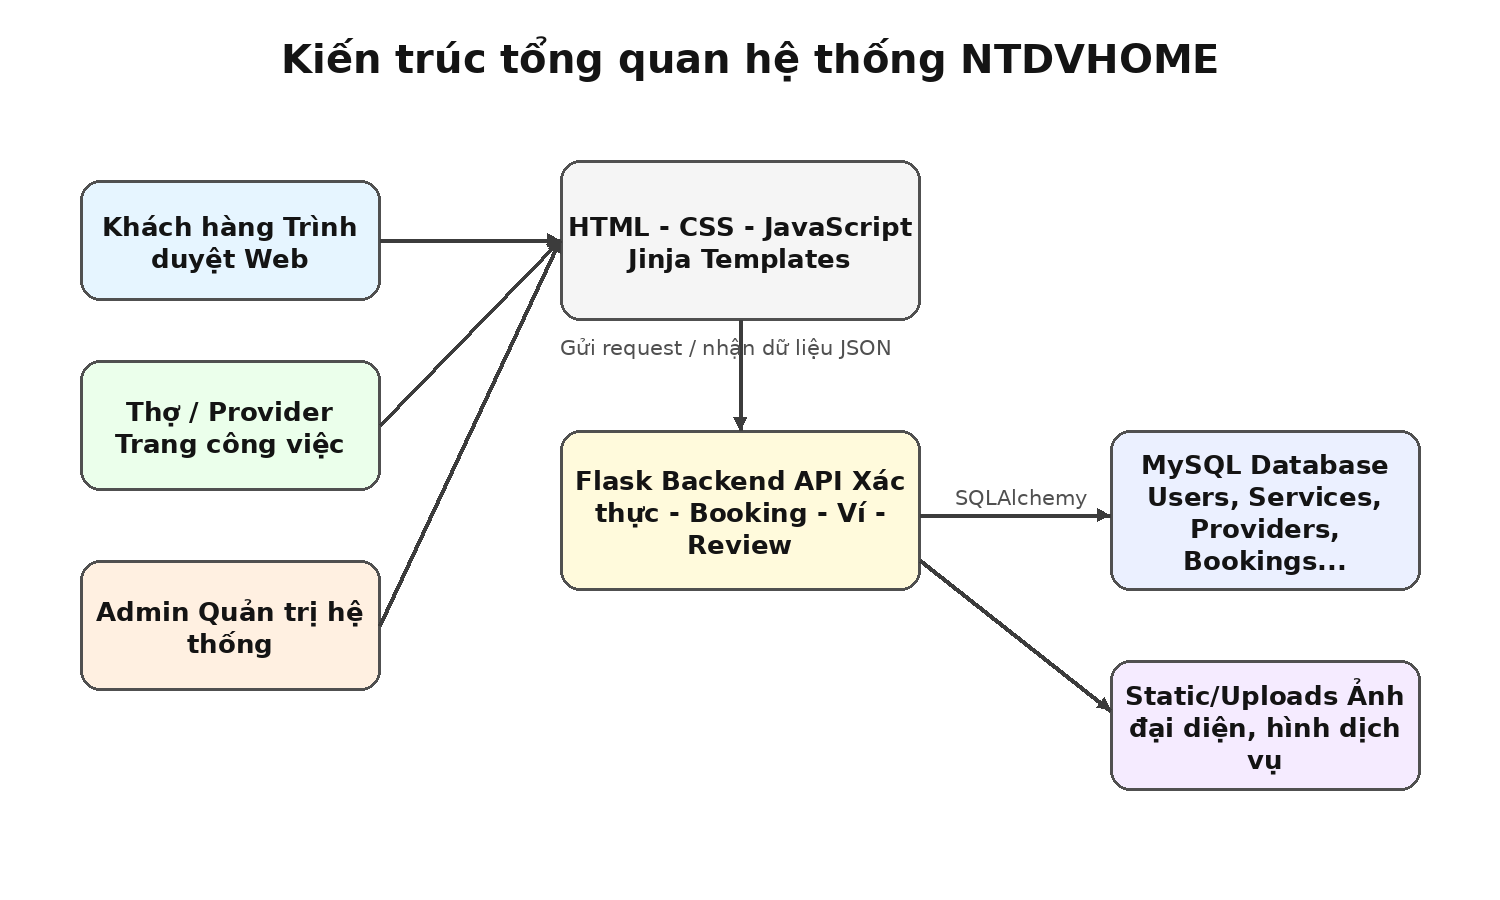 Kiến trúc tổng quan hệ thống NTDVHOME
Khách hàng Trình
duyệt Web
HTML - CSS - JavaScript
Jinja Templates
Gửi request / nhận dữ liệu JSON
Thợ / Provider
Trang công việc
Flask Backend API Xác
thực - Booking - Ví -
Review
SQLAlchemy
MySQL Database
Users, Services,
Providers,
Bookings...
Admin Quản trị hệ
thống
Static/Uploads Ảnh
đại diện, hình dịch
vụ